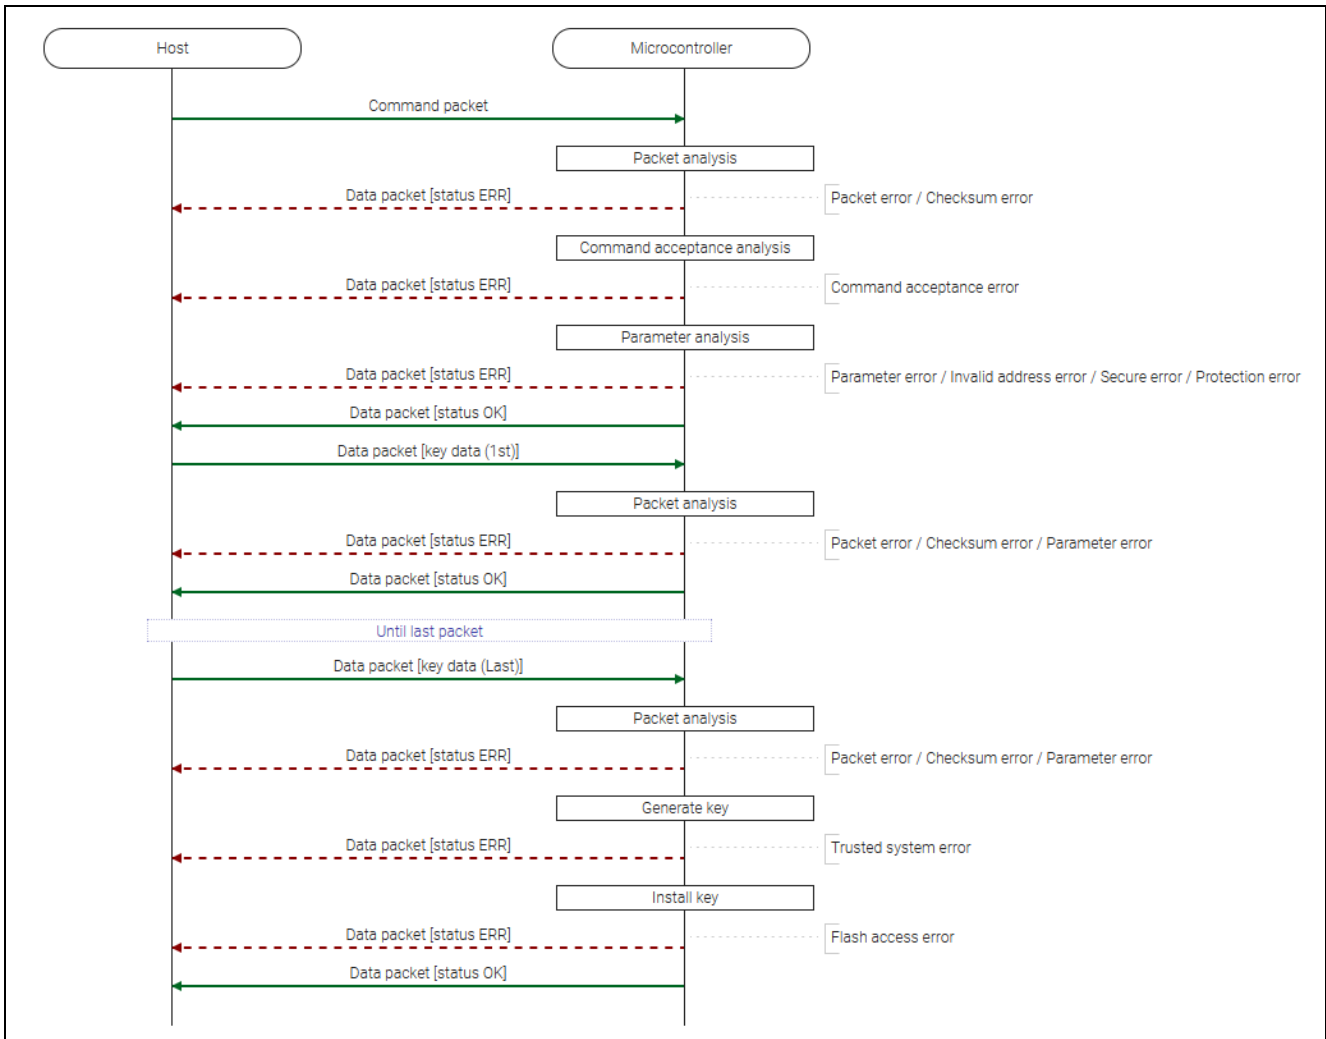 Host
Microcontroller
Command packet
Packet analysis
Data packet [status ERR]
Packet error / Checksum error
Command acceptance analysis
Data packet [status ERR]
Command acceptance error
Parameter analysis
Data packet [status ERR]
Parameter error / Invalid address error / Secure error / Protection error
Data packet [status OK]
Data packet [key data (1st)]
Packet analysis
Data packet [status ERR]
Packet error / Checksum error / Parameter error
Data packet [status OK]
Until last packet
Data packet [key data (Last)]
Packet analysis
Data packet [status ERR]
Packet error / Checksum error / Parameter error
Generate key
Data packet [status ERR]
Trusted system error
Install key
Data packet [status ERR]
Flash access error
Data packet [status OK]